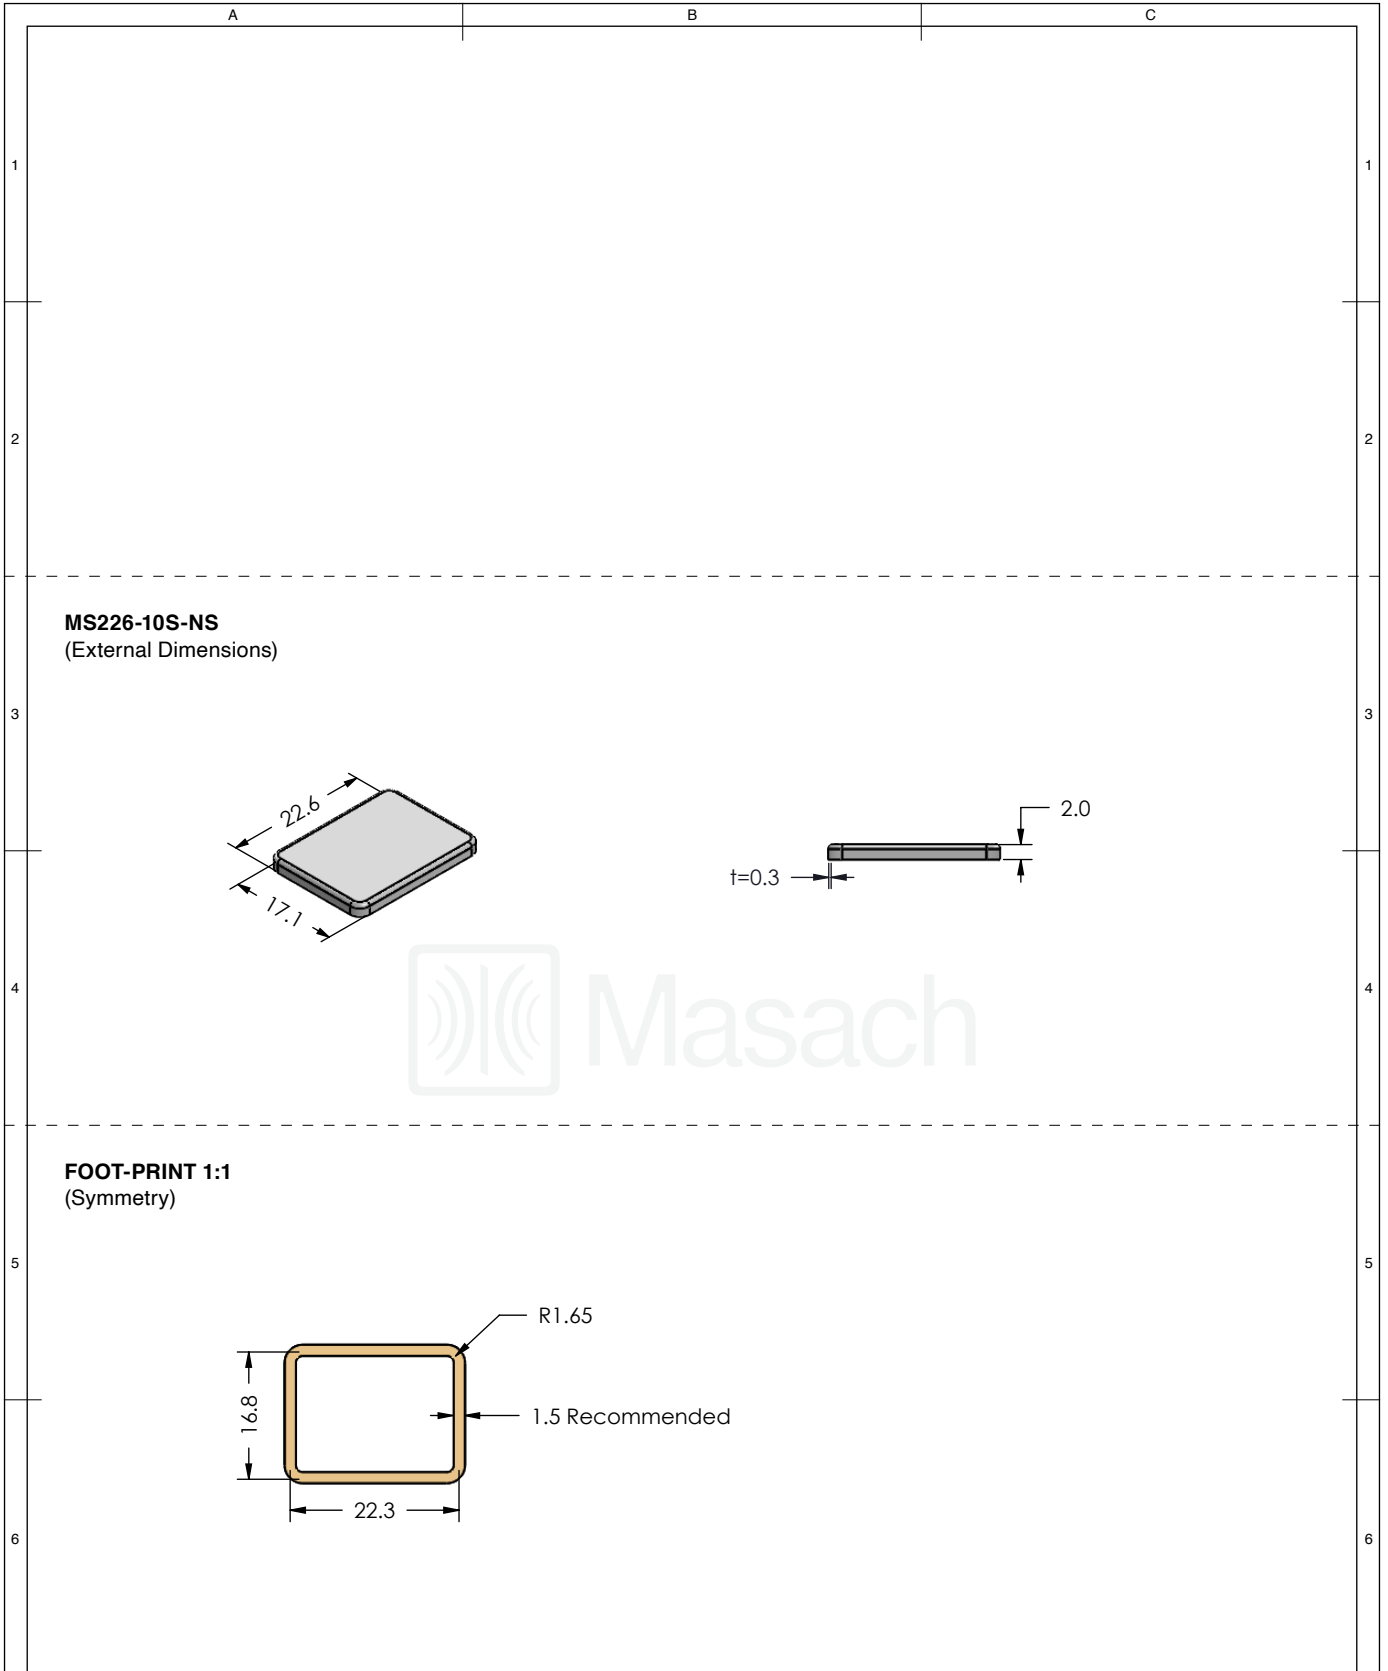 A B C
1 1
2 2
MS226-10S-NS
(External Dimensions)
3 3
22.6
17.1
2.0
t=0.3
4 4
Masach
FOOT-PRINT 1:1
(Symmetry)
5 5
R1.65
16.8
1.5 Recommended
22.3
6 6